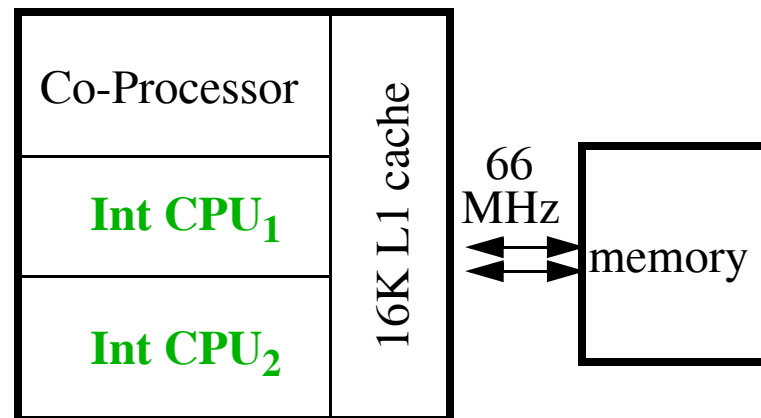 Co-Processor
Int CPU₁
Int CPU₂
16K L1 cache
66
MHz
memory